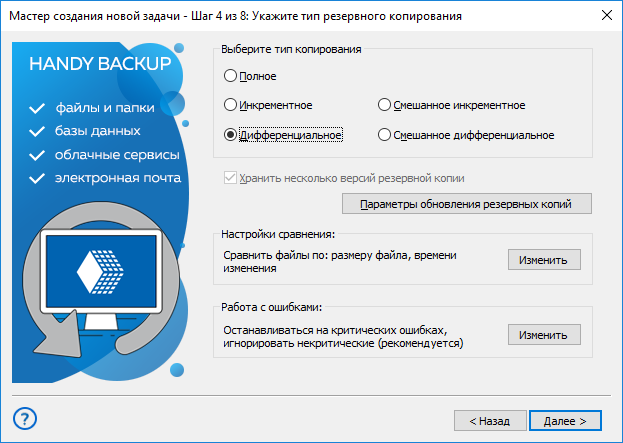 Мастер создания новой задачи - Шаг 4 из 8: Укажите тип резервного копирования
HANDY BACKUP
файлы и папки
базы данных
облачные сервисы
электронная почта
Выберите тип копирования
Полное
Инкрементное
Смешанное инкрементное
Дифференциальное
Смешанное дифференциальное
Хранить несколько версий резервной копии
Параметры обновления резервных копий
Настройки сравнения:
Сравнить файлы по: размеру файла, времени
изменения
Изменить
Работа с ошибками:
Останавливаться на критических ошибках,
игнорировать некритические (рекомендуется)
Изменить
?
< Назад
Далее >